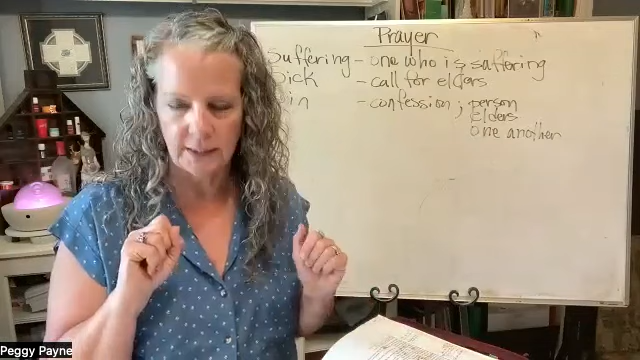 Prayer
Suffering - one who is suffering
Sick - call for elders
in - confession; person
Elders
one another
Peggy Payne